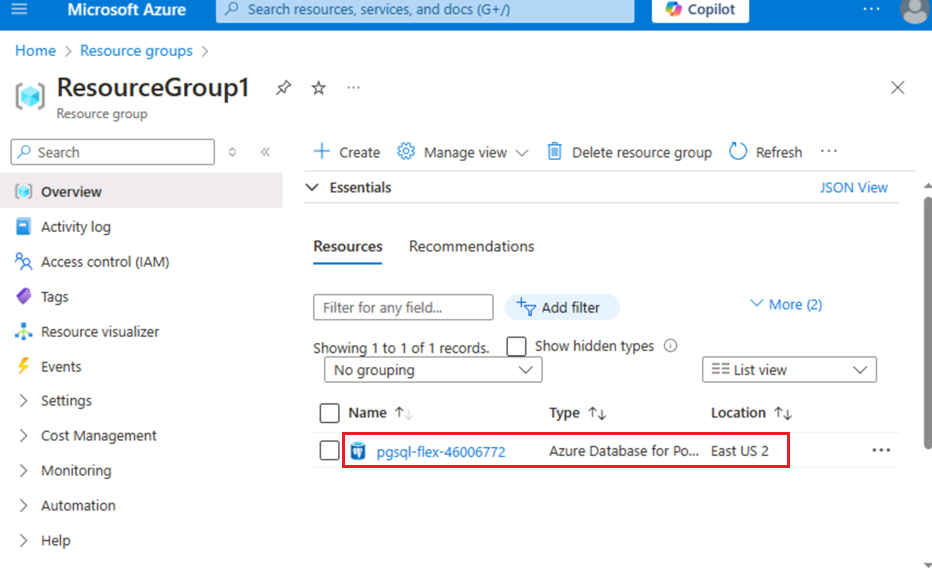 Microsoft Azure
Search resources, services, and docs (G+/)
Copilot
Home > Resource groups >
ResourceGroup1
Resource group
Search
Create
Manage view
Delete resource group
Refresh
Overview
Activity log
Access control (IAM)
Tags
Resource visualizer
Events
Settings
Cost Management
Monitoring
Automation
Help
Essentials
JSON View
Resources
Recommendations
Filter for any field...
Add filter
More (2)
Showing 1 to 1 of 1 records.
Show hidden types
No grouping
List view
Name Type Location
pgsql-flex-46006772 Azure Database for Po... East US 2